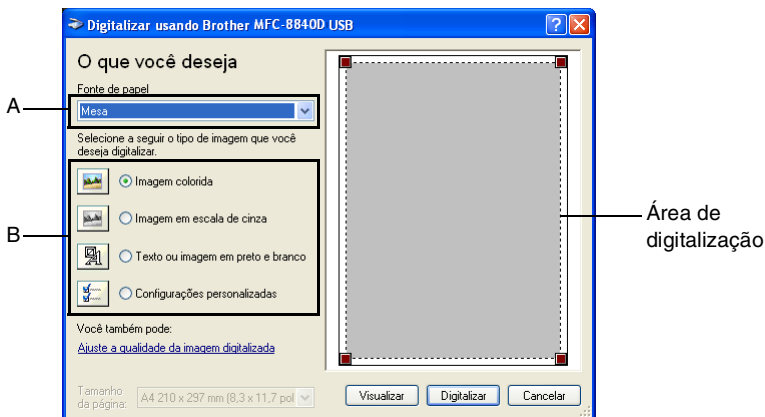 Digitalizar usando Brother MFC-8840D USB
O que você deseja
Fonte de papel
A
Mesa
Selecione a seguir o tipo de imagem que você
deseja digitalizar.
B
Imagem colorida
Imagem em escala de cinza
Texto ou imagem em preto e branco
Configurações personalizadas
Você também pode:
Ajuste a qualidade da imagem digitalizada
Tamanho
da página:
A4 210 x 297 mm (8,3 x 11,7 pol
Visualizar
Digitalizar
Cancelar
Área de
digitalização